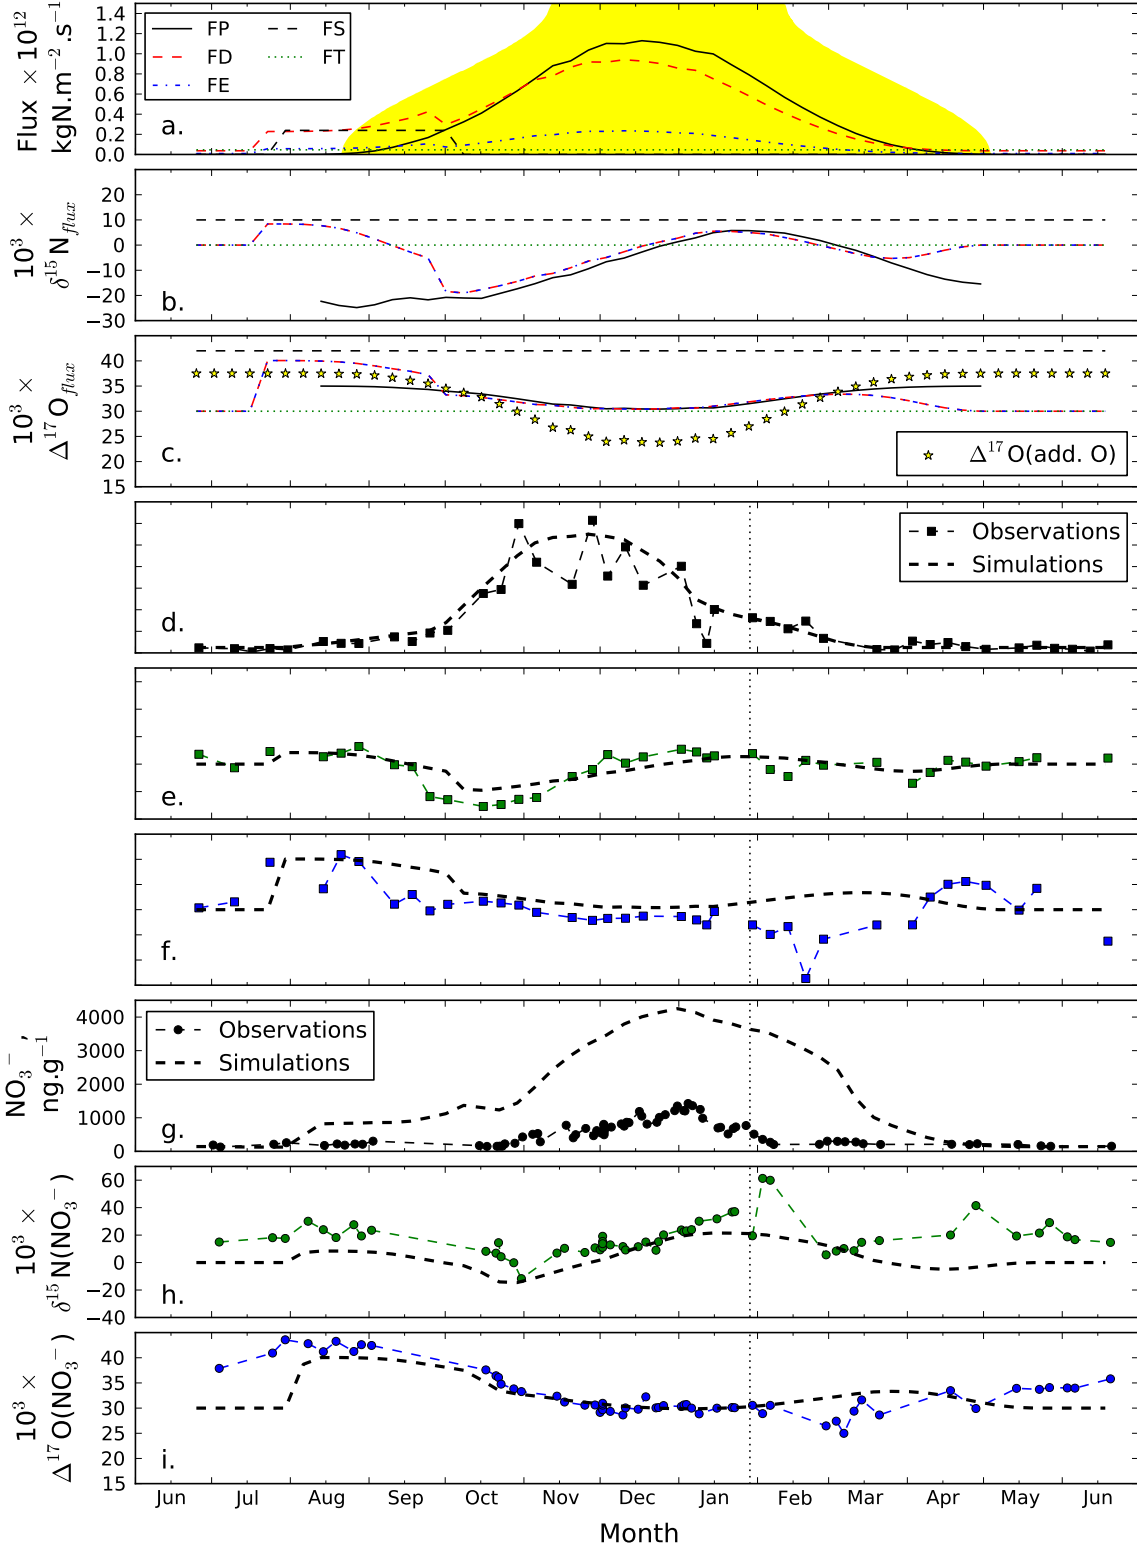 Flux × 10¹²
kgN.m⁻².s⁻¹
1.4
1.2
1.0
0.8
0.6
0.4
0.2
0.0
FP
FD
FE
FS
FT
a.
10³ ×
δ¹⁵N_flux
20
10
0
−10
−20
−30
b.
10³ ×
Δ¹⁷O_flux
40
35
30
25
20
15
c.
Δ¹⁷O(add. O)
Observations
Simulations
d.
e.
f.
NO₃⁻,
ng.g⁻¹
4000
3000
2000
1000
0
Observations
Simulations
g.
10³ ×
δ¹⁵N(NO₃⁻)
60
40
20
0
−20
−40
h.
10³ ×
Δ¹⁷O(NO₃⁻)
40
35
30
25
20
15
i.
Jun Jul Aug Sep Oct Nov Dec Jan Feb Mar Apr May Jun
Month